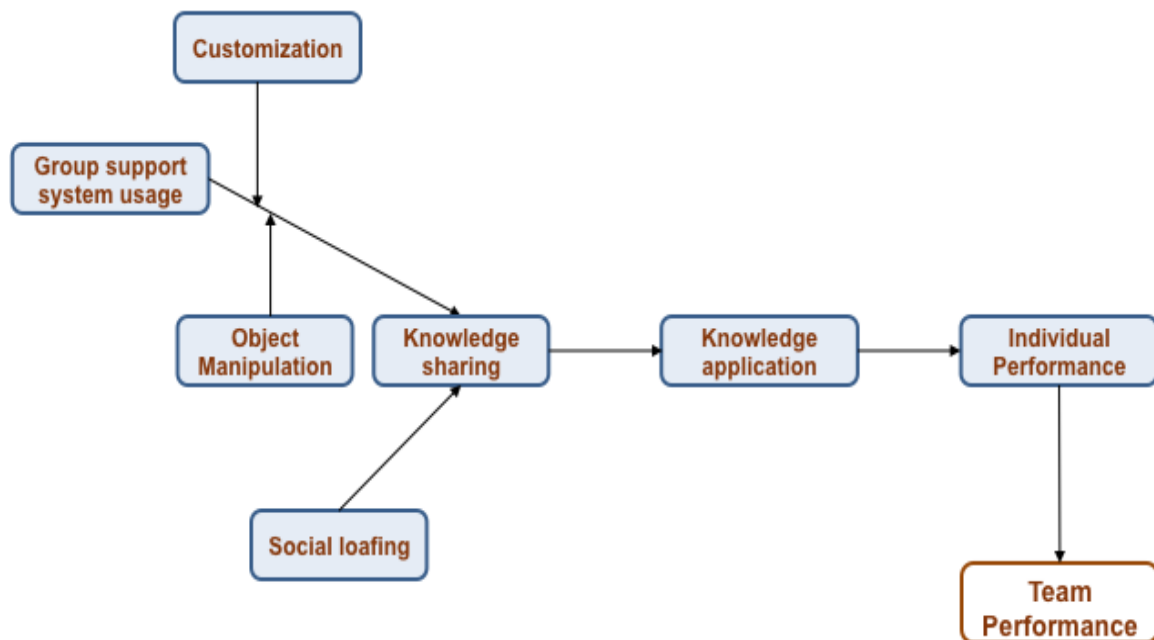 Customization
Group support
system usage
Object
Manipulation
Knowledge
sharing
Knowledge
application
Individual
Performance
Social loafing
Team
Performance